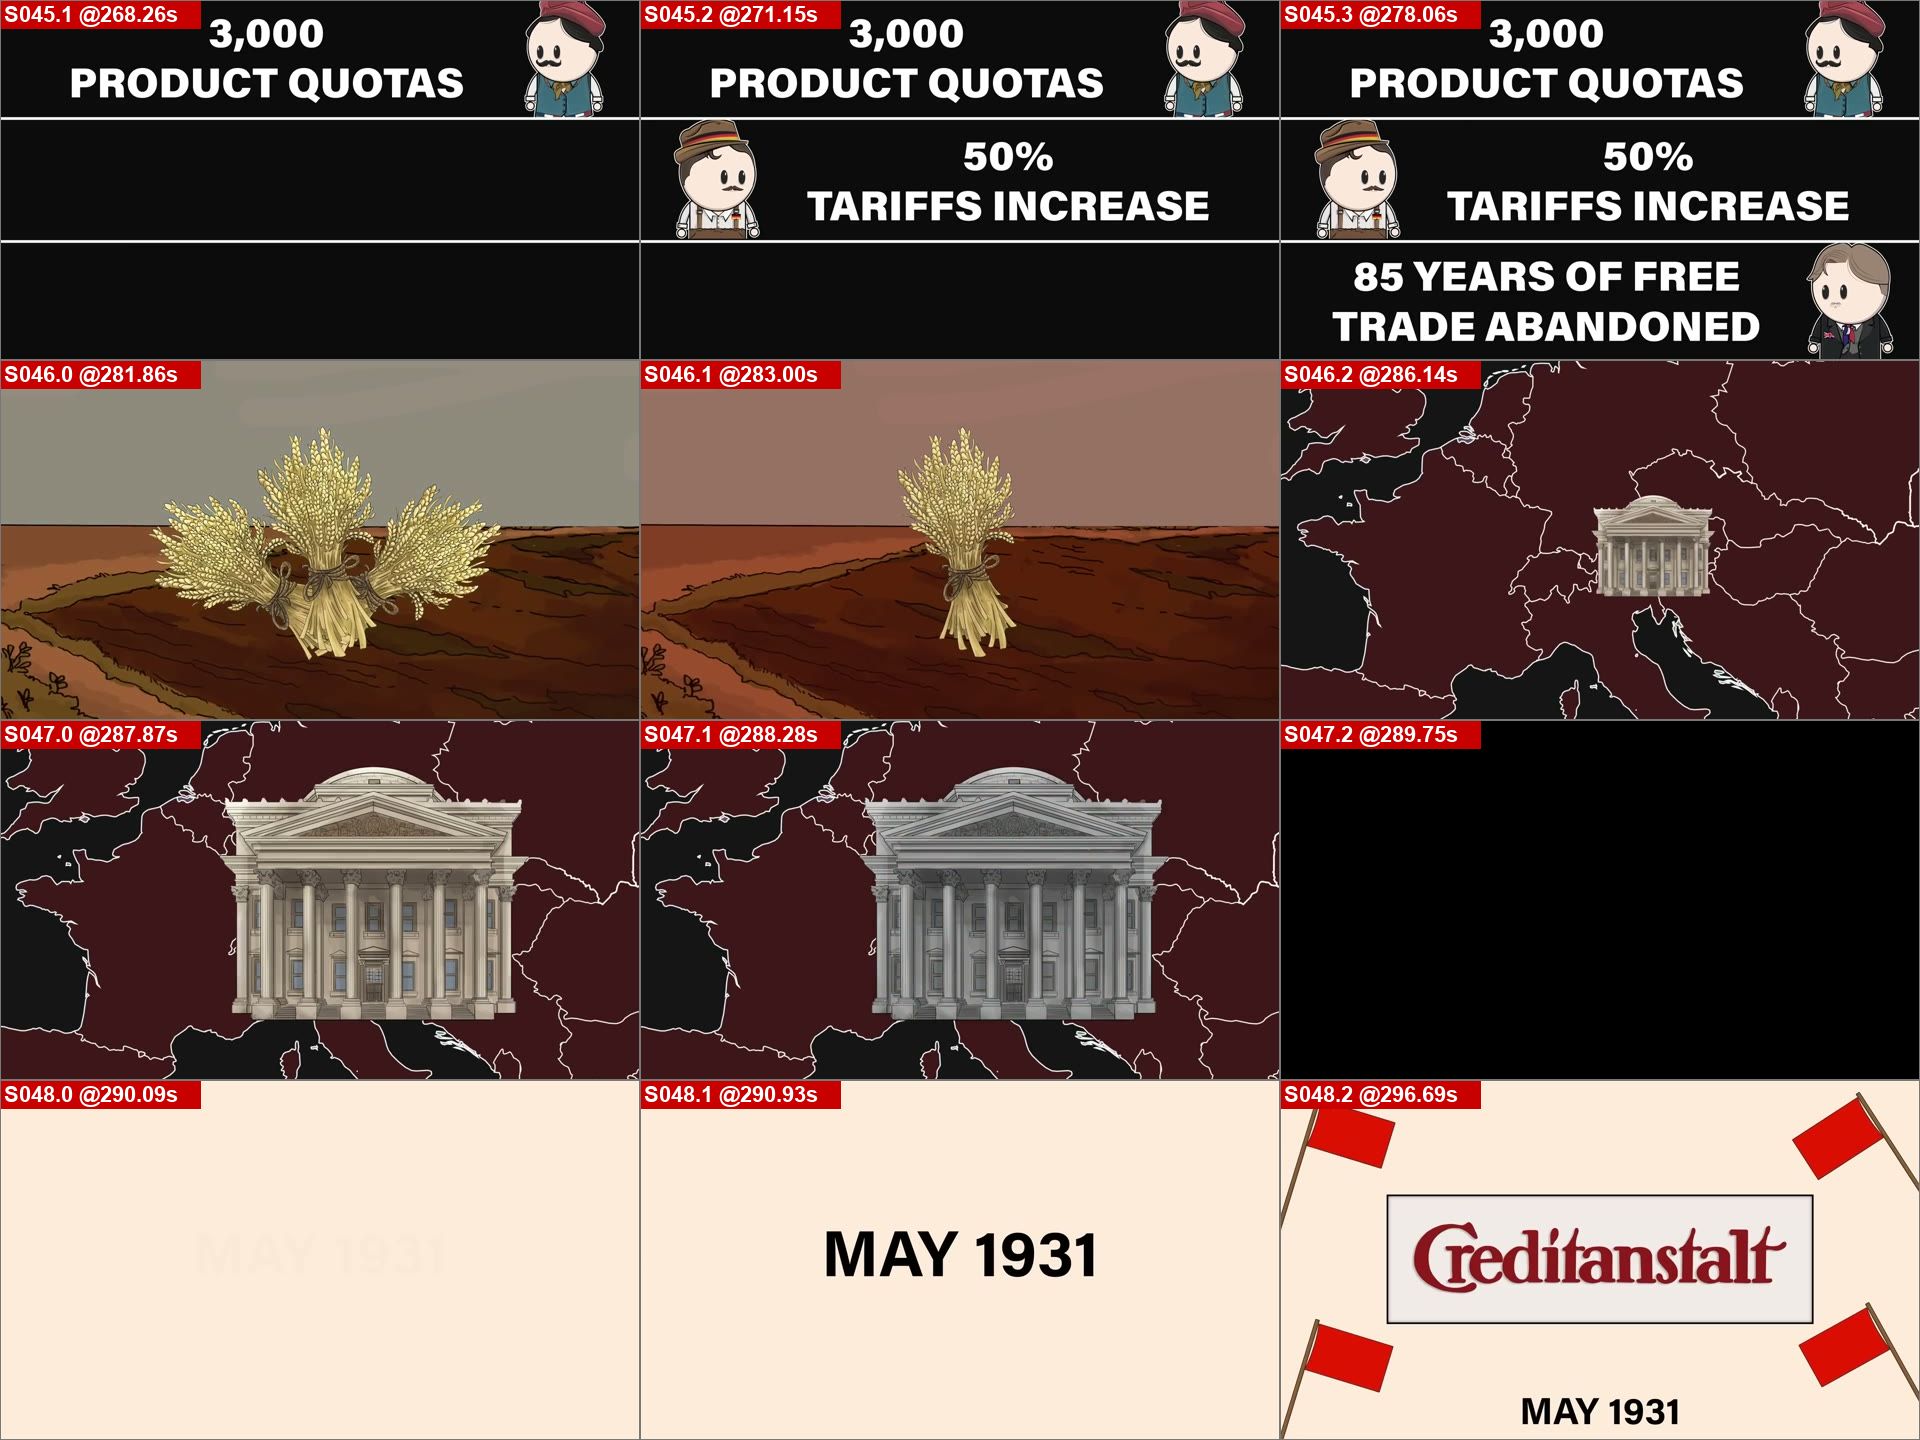 S045.1 @268.26s
3,000
PRODUCT QUOTAS
S045.2 @271.15s
3,000
PRODUCT QUOTAS
50%
TARIFFS INCREASE
S045.3 @278.06s
3,000
PRODUCT QUOTAS
50%
TARIFFS INCREASE
85 YEARS OF FREE
TRADE ABANDONED
S046.0 @281.86s
S046.1 @283.00s
S046.2 @286.14s
S047.0 @287.87s
S047.1 @288.28s
S047.2 @289.75s
S048.0 @290.09s
MAY 1931
S048.1 @290.93s
MAY 1931
S048.2 @296.69s
Creditanstalt
MAY 1931